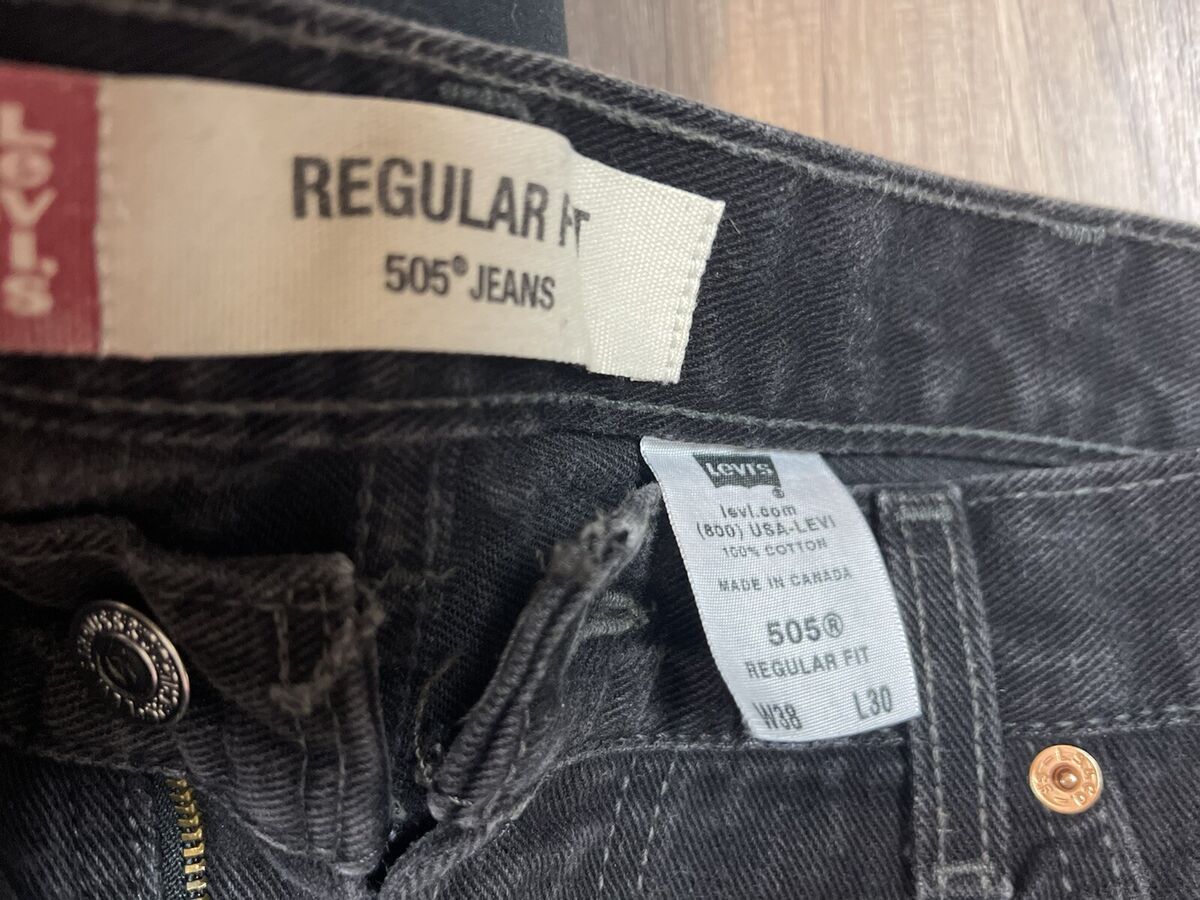 Levi's
REGULAR FIT
505® JEANS
Levi's
®
levi.com
(800) USA-LEVI
100% COTTON
MADE IN CANADA
505®
REGULAR FIT
W38 L30